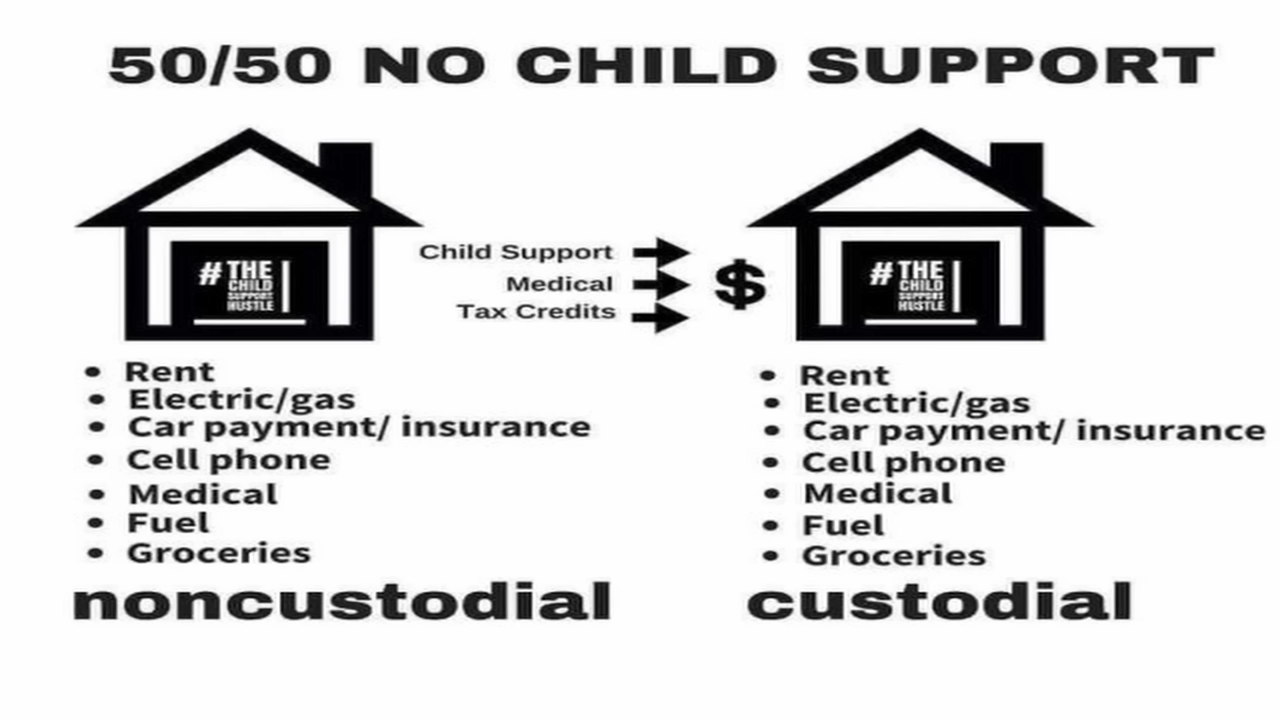 50/50 NO CHILD SUPPORT
# THE
CHILD
SUPPORT
HUSTLE
Child Support
Medical
Tax Credits
$
# THE
CHILD
SUPPORT
HUSTLE
• Rent
• Electric/gas
• Car payment/ insurance
• Cell phone
• Medical
• Fuel
• Groceries
noncustodial
• Rent
• Electric/gas
• Car payment/ insurance
• Cell phone
• Medical
• Fuel
• Groceries
custodial